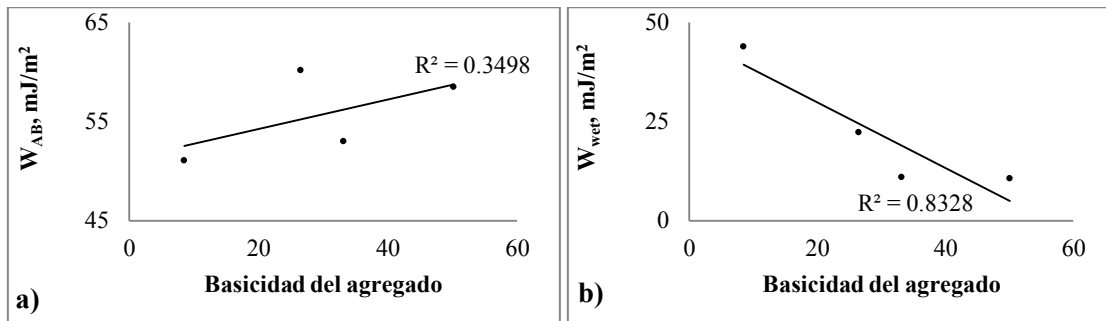 65
55
45
W_AB, mJ/m²
R² = 0.3498
0 20 40 60
Basicidad del agregado
a)
50
25
0
W_wet, mJ/m²
R² = 0.8328
0 20 40 60
Basicidad del agregado
b)